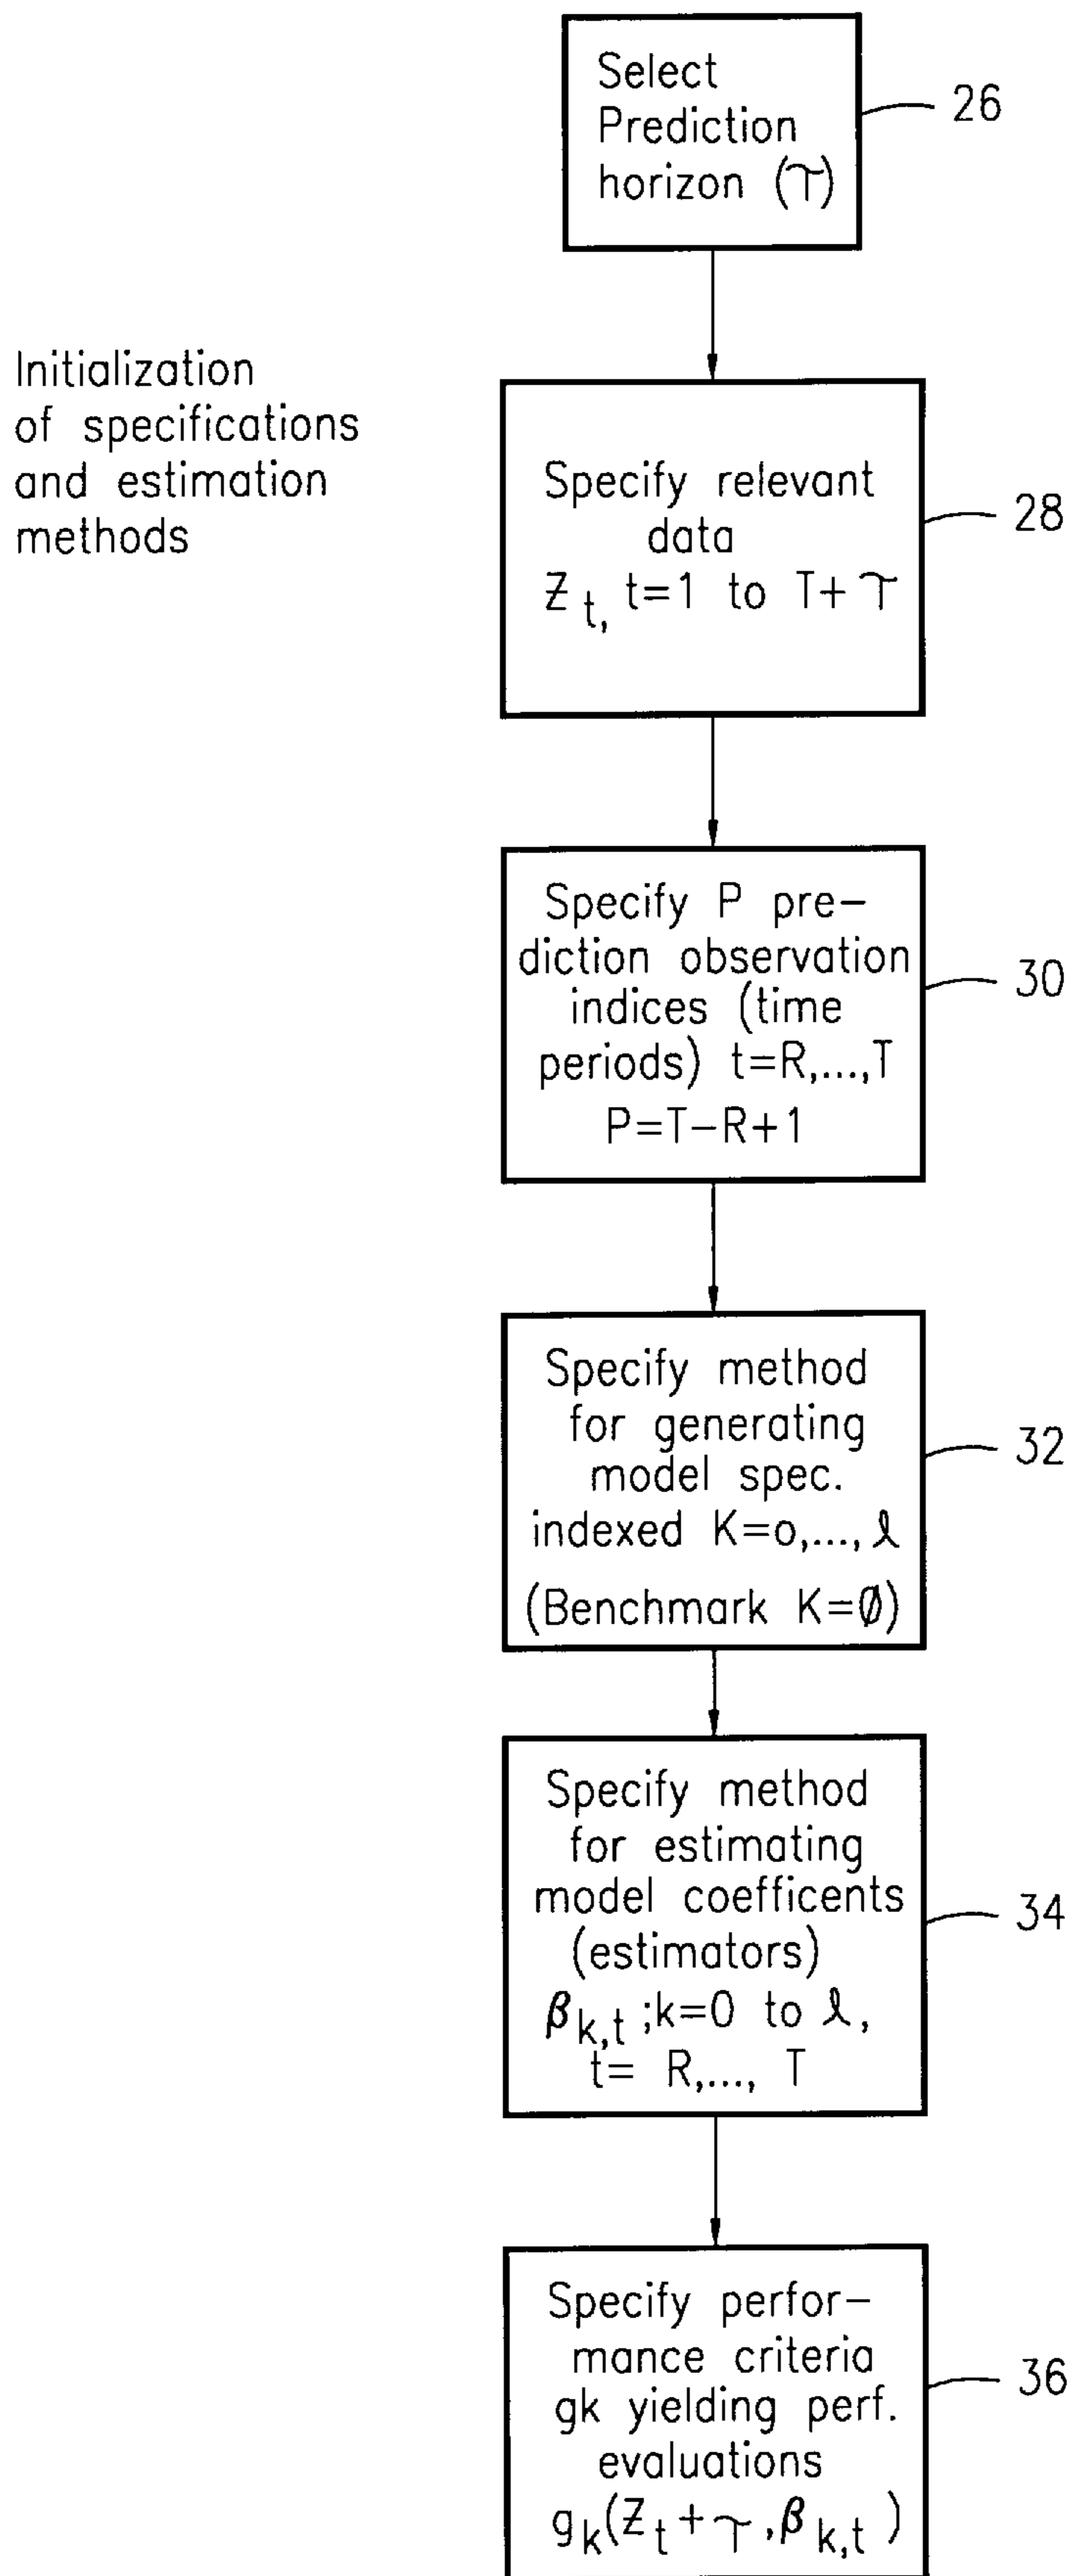 Select
Prediction
horizon (τ)
26
Initialization
of specifications
and estimation
methods
Specify relevant
data
Z t, t=1 to T+τ
28
Specify P pre-
diction observation
indices (time
periods) t=R,...,T
P=T-R+1
30
Specify method
for generating
model spec.
indexed K=o,...,ℓ
(Benchmark K=Ø)
32
Specify method
for estimating
model coefficents
(estimators)
β k,t ;k=0 to ℓ,
t= R,..., T
34
Specify perfor-
mance criteria
gk yielding perf.
evaluations
g k(Z t + τ ,β k,t )
36